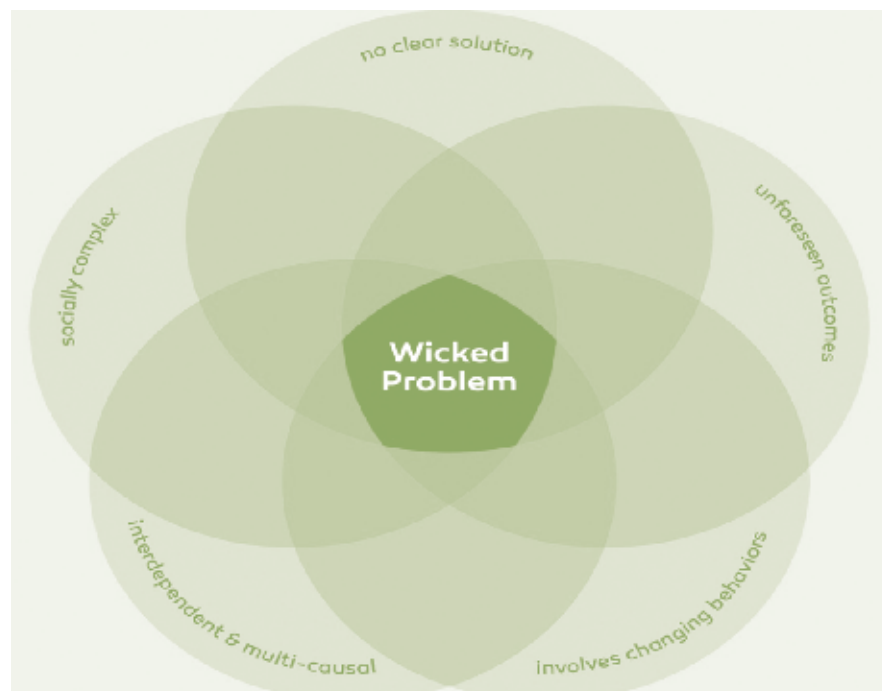 no clear solution
socially complex
unforeseen outcomes
Wicked
Problem
interdependent & multi-causal
involves changing behaviors